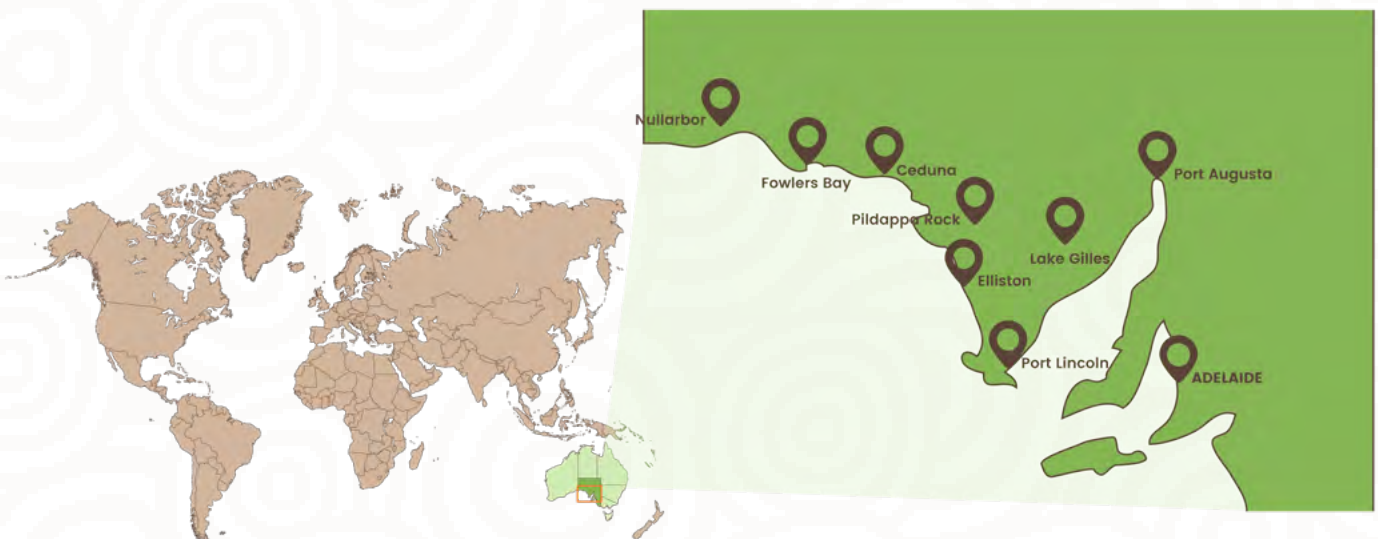 Nullarbor
Fowlers Bay
Ceduna
Pildappa Rock
Port Augusta
Lake Gilles
Elliston
Port Lincoln
ADELAIDE